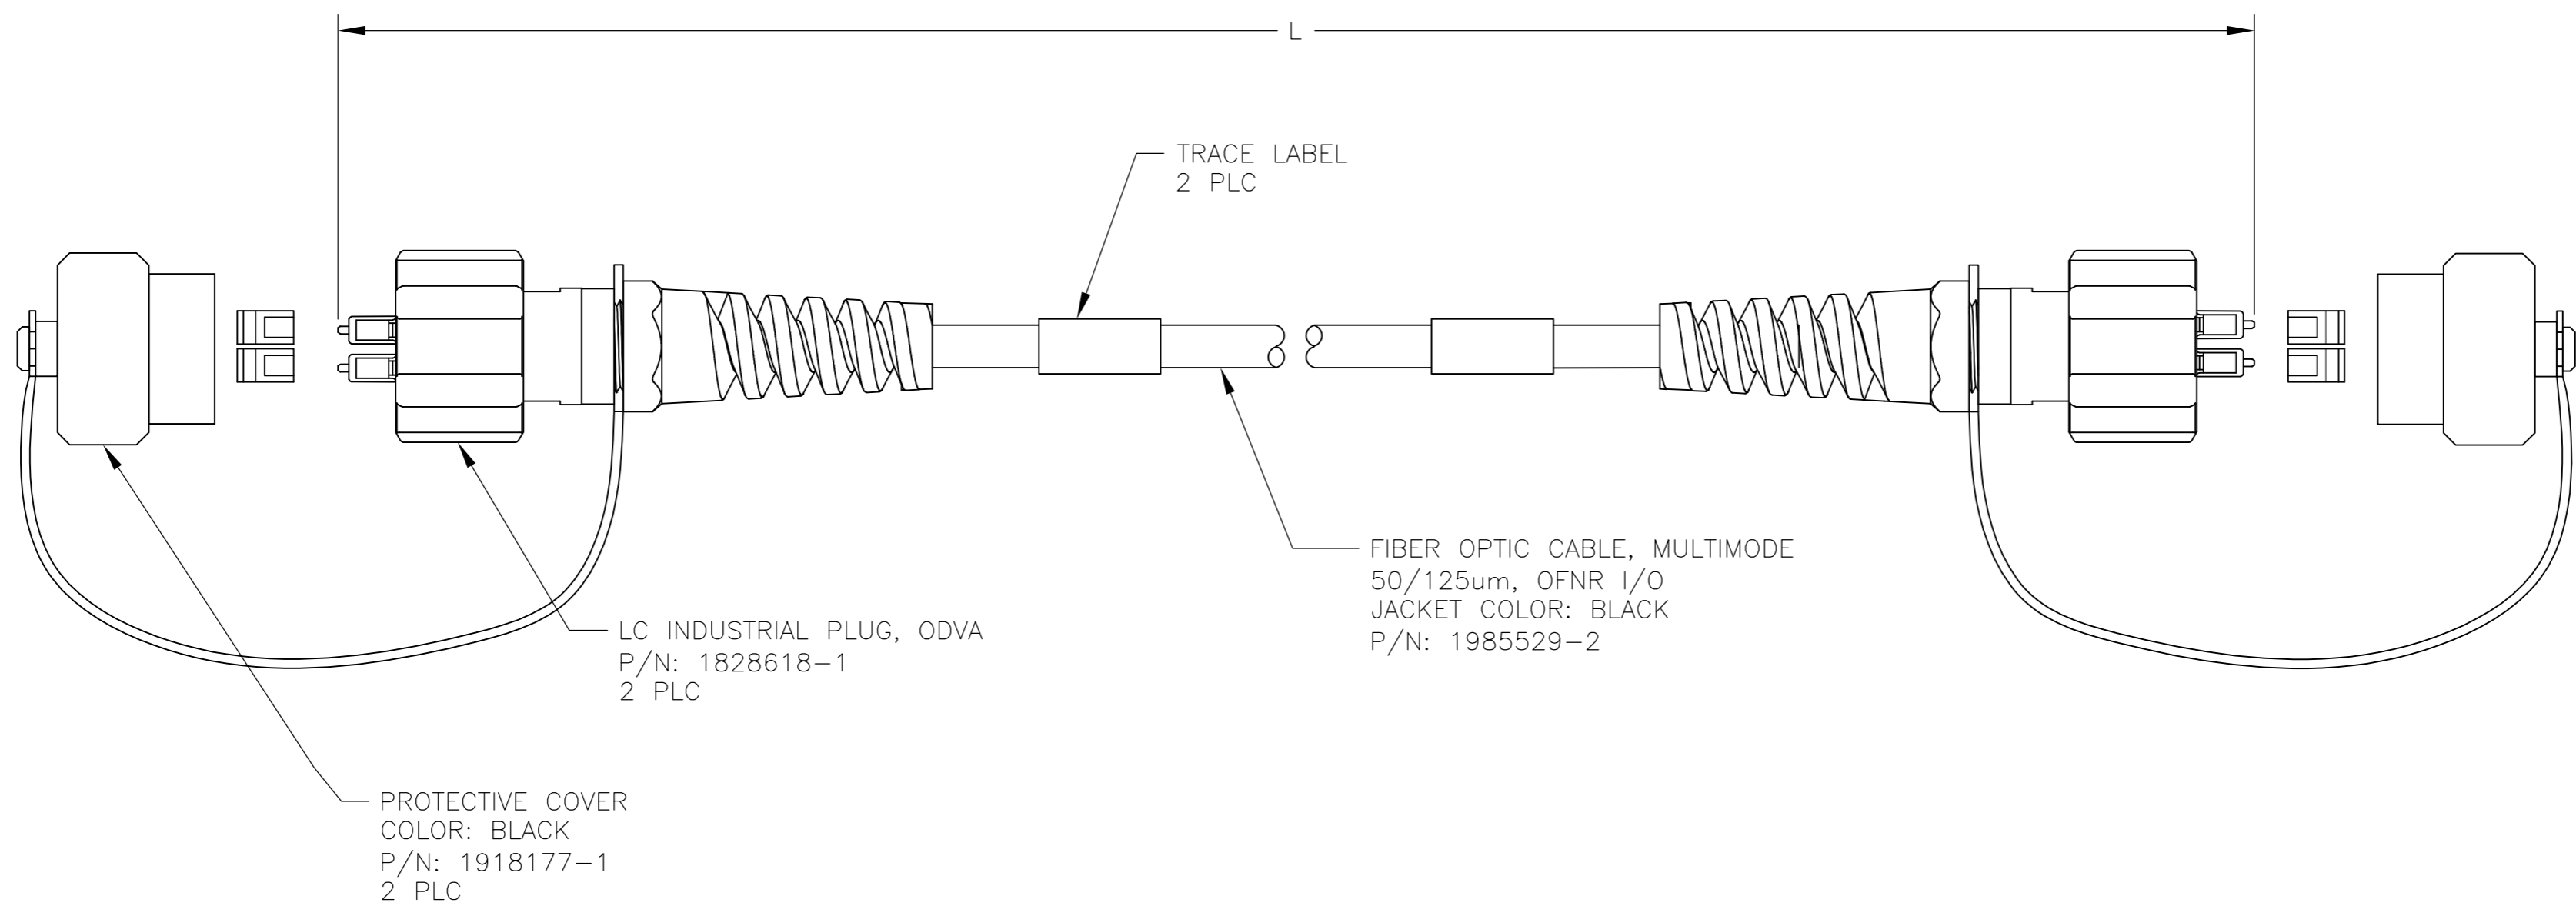 L
TRACE LABEL
2 PLC
FIBER OPTIC CABLE, MULTIMODE
50/125um, OFNR I/O
JACKET COLOR: BLACK
P/N: 1985529-2
LC INDUSTRIAL PLUG, ODVA
P/N: 1828618-1
2 PLC
PROTECTIVE COVER
COLOR: BLACK
P/N: 1918177-1
2 PLC